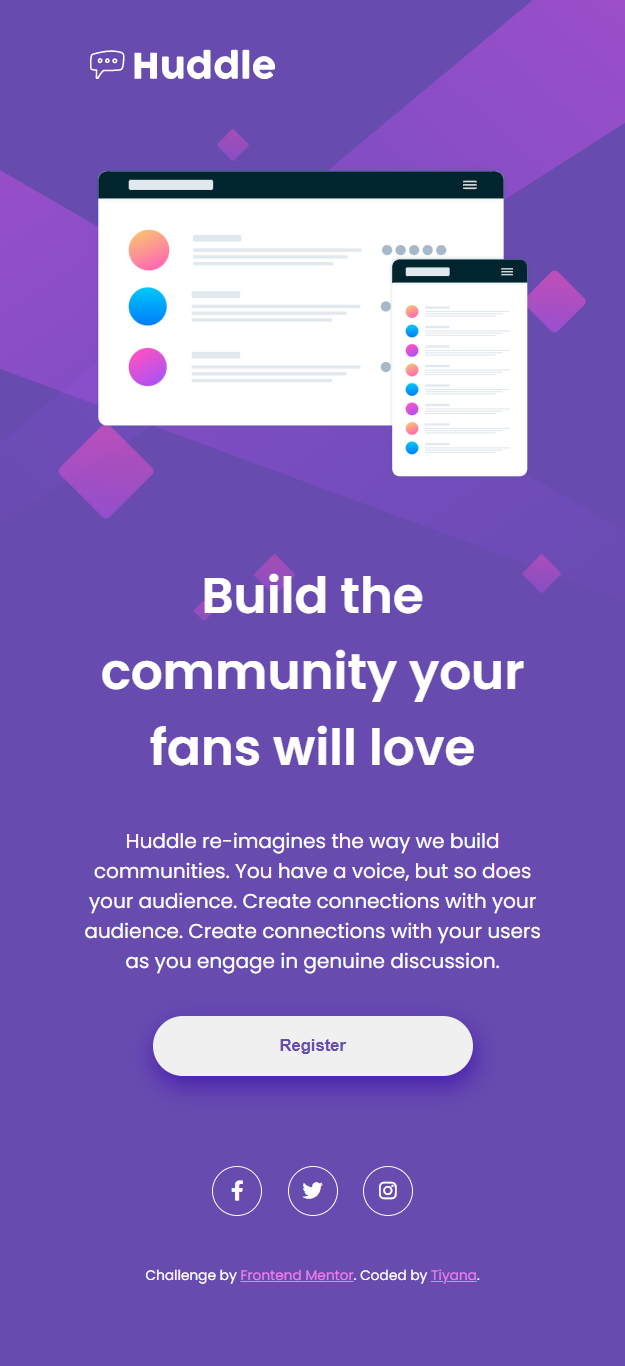 Huddle
Build the
community your
fans will love
Huddle re-imagines the way we build
communities. You have a voice, but so does
your audience. Create connections with your
audience. Create connections with your users
as you engage in genuine discussion.
Register
Challenge by Frontend Mentor. Coded by Tiyana.